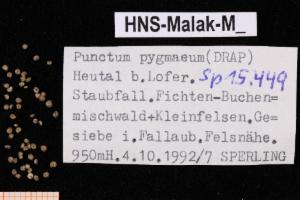 HNS-Malak-M_
Punctum pygmaeum(DRAP)
Heutal b.Lofer. Sp15.449
Staubfall.Fichten-Buchen=
mischwald+Kleinfelsen.Ge=
siebe i.Fallaub.Felsnähe.
950mH.4.10.1992/7 SPERLING